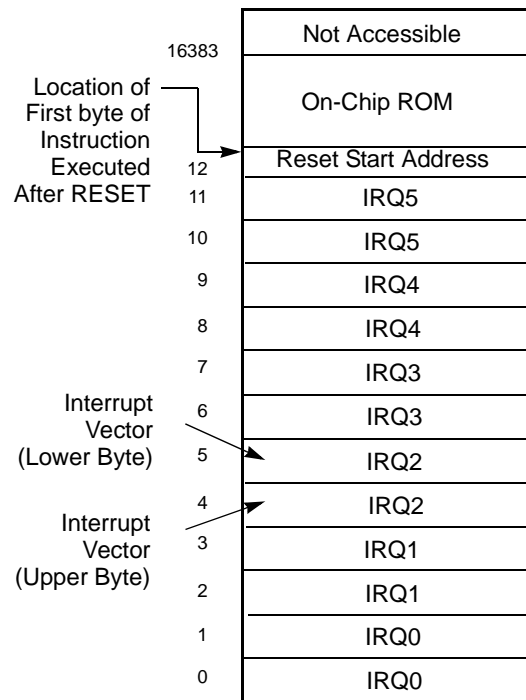 Not Accessible
16383
On-Chip ROM
Location of
First byte of
Instruction
Executed
After RESET
12 Reset Start Address
11 IRQ5
10 IRQ5
9 IRQ4
8 IRQ4
7 IRQ3
6 IRQ3
Interrupt
Vector
(Lower Byte)
5 IRQ2
4 IRQ2
Interrupt
Vector
(Upper Byte)
3 IRQ1
2 IRQ1
1 IRQ0
0 IRQ0